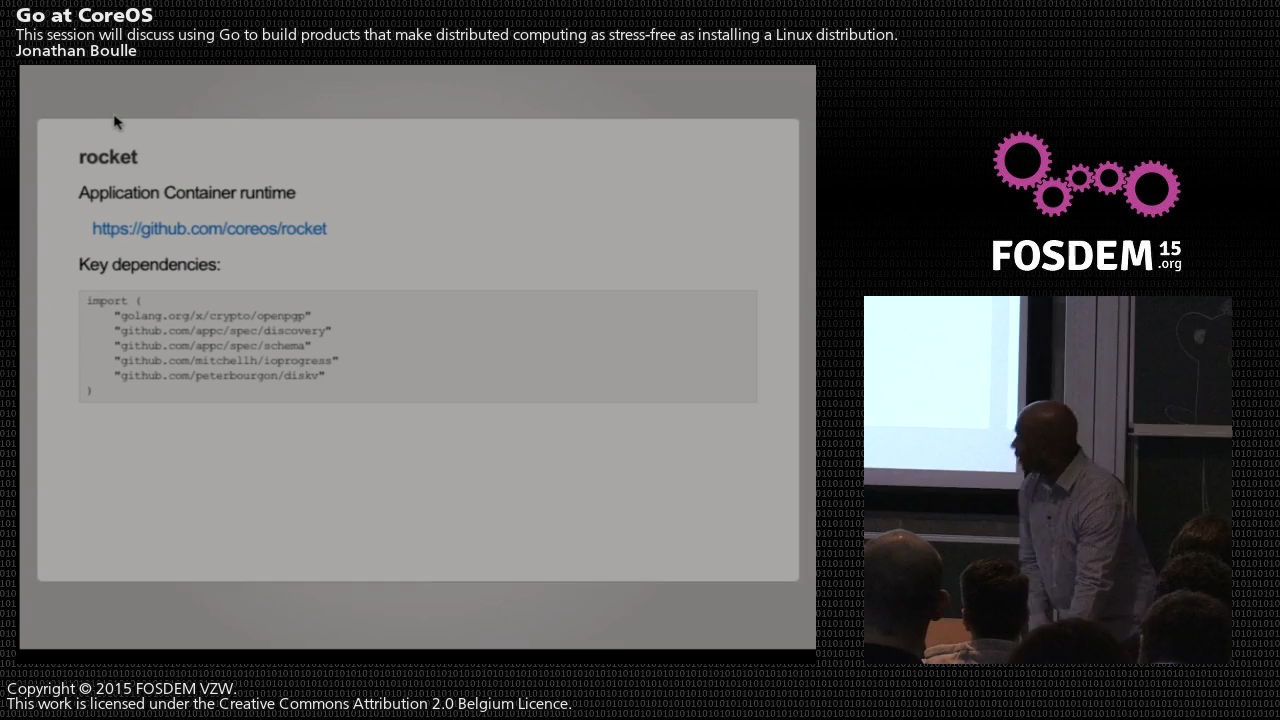 Go at CoreOS
This session will discuss using Go to build products that make distributed computing as stress-free as installing a Linux distribution.
Jonathan Boulle
rocket
Application Container runtime
https://github.com/coreos/rocket
Key dependencies:
import (
"golang.org/x/crypto/openpgp"
"github.com/appc/spec/discovery"
"github.com/appc/spec/schema"
"github.com/mitchellh/ioprogress"
"github.com/peterbourgon/diskv"
)
FOSDEM 15
.org
Copyright © 2015 FOSDEM VZW.
This work is licensed under the Creative Commons Attribution 2.0 Belgium Licence.